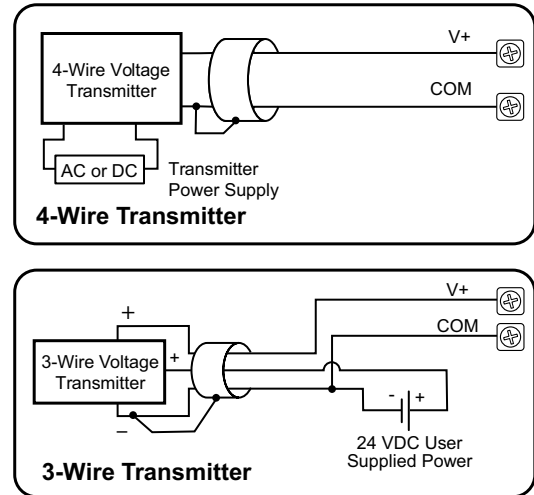 V+
4-Wire Voltage
Transmitter
COM
AC or DC
Transmitter
Power Supply
4-Wire Transmitter
V+
+
COM
3-Wire Voltage
Transmitter
+
- +
−
24 VDC User
Supplied Power
3-Wire Transmitter